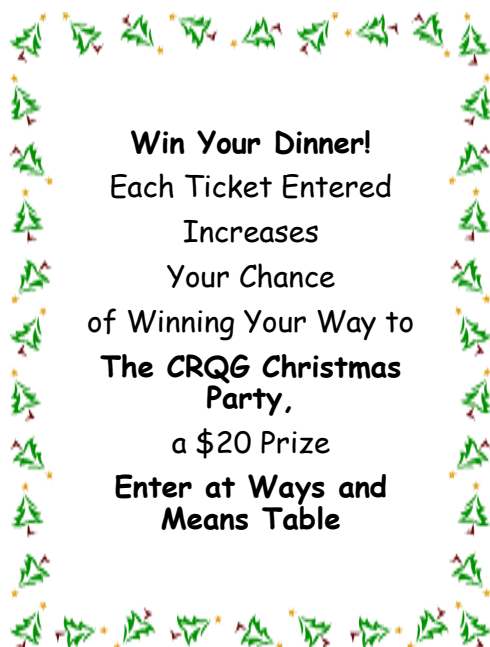 Win Your Dinner!
Each Ticket Entered
Increases
Your Chance
of Winning Your Way to
The CRQG Christmas
Party,
a $20 Prize
Enter at Ways and
Means Table